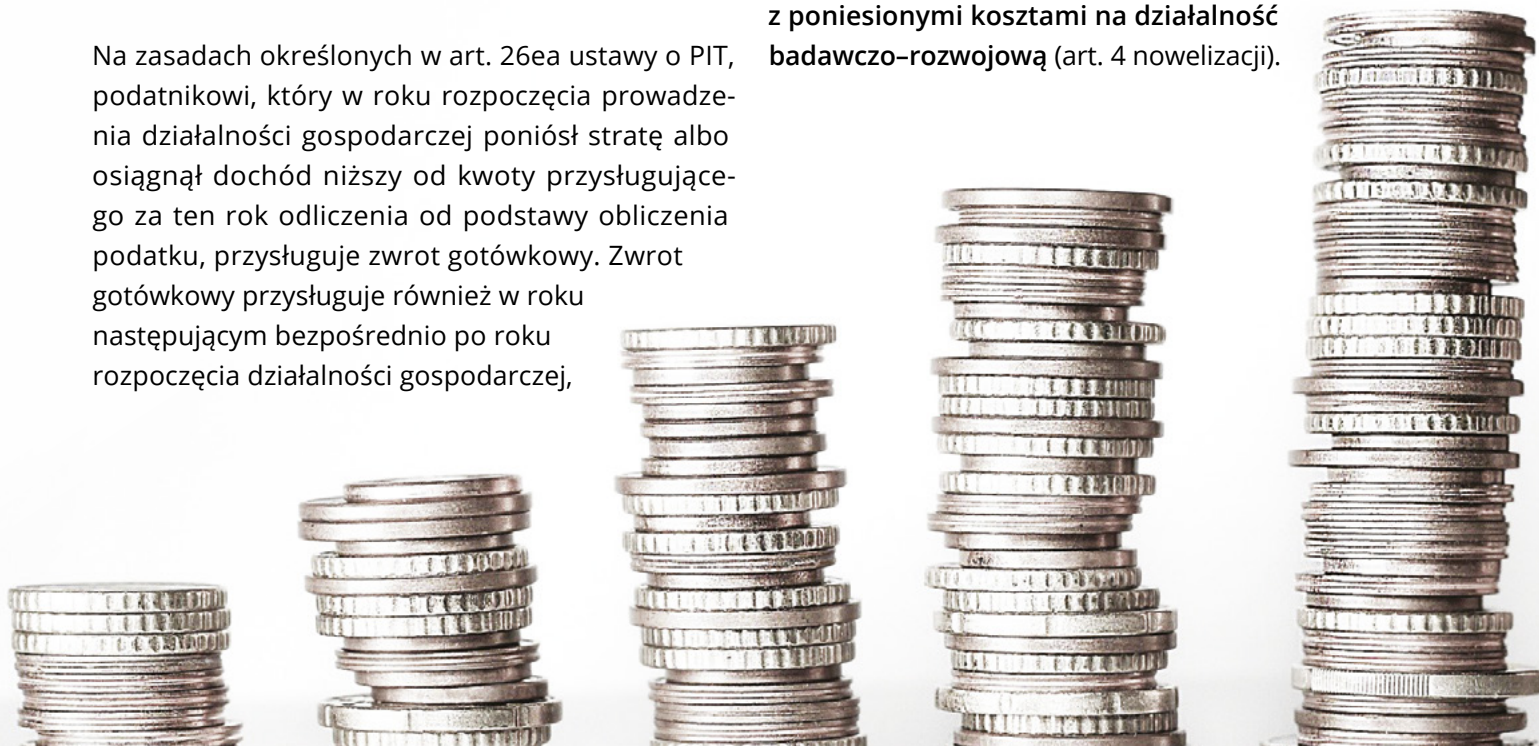 Na zasadach określonych w art. 26ea ustawy o PIT,
podatnikowi, który w roku rozpoczęcia prowadze-
nia działalności gospodarczej poniósł stratę albo
osiągnął dochód niższy od kwoty przysługujące-
go za ten rok odliczenia od podstawy obliczenia
podatku, przysługuje zwrot gotówkowy. Zwrot
gotówkowy przysługuje również w roku
następującym bezpośrednio po roku
rozpoczęcia działalności gospodarczej,
z poniesionymi kosztami na działalność
badawczo–rozwojową (art. 4 nowelizacji).